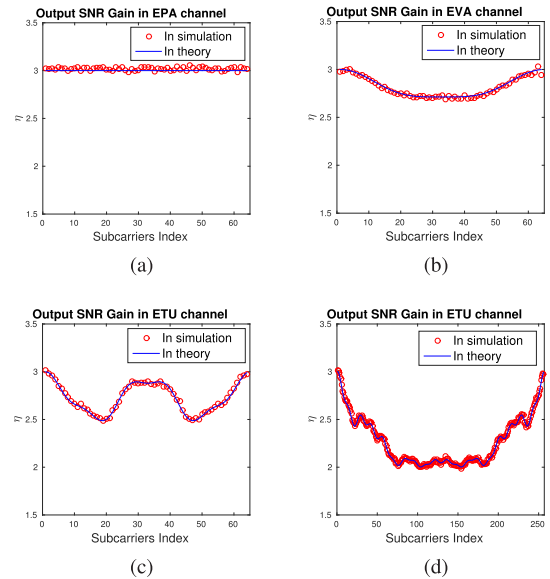 Output SNR Gain in EPA channel
3.5
In simulation
In theory
3
η
2.5
2
1.5
0 10 20 30 40 50 60
Subcarriers Index
(a)
Output SNR Gain in EVA channel
3.5
In simulation
In theory
3
η
2.5
2
1.5
0 20 40 60
Subcarriers Index
(b)
Output SNR Gain in ETU channel
3.5
In simulation
In theory
3
η
2.5
2
1.5
0 10 20 30 40 50 60
Subcarriers Index
(c)
Output SNR Gain in ETU channel
3.5
In simulation
In theory
3
η
2.5
2
1.5
0 50 100 150 200 250
Subcarriers Index
(d)